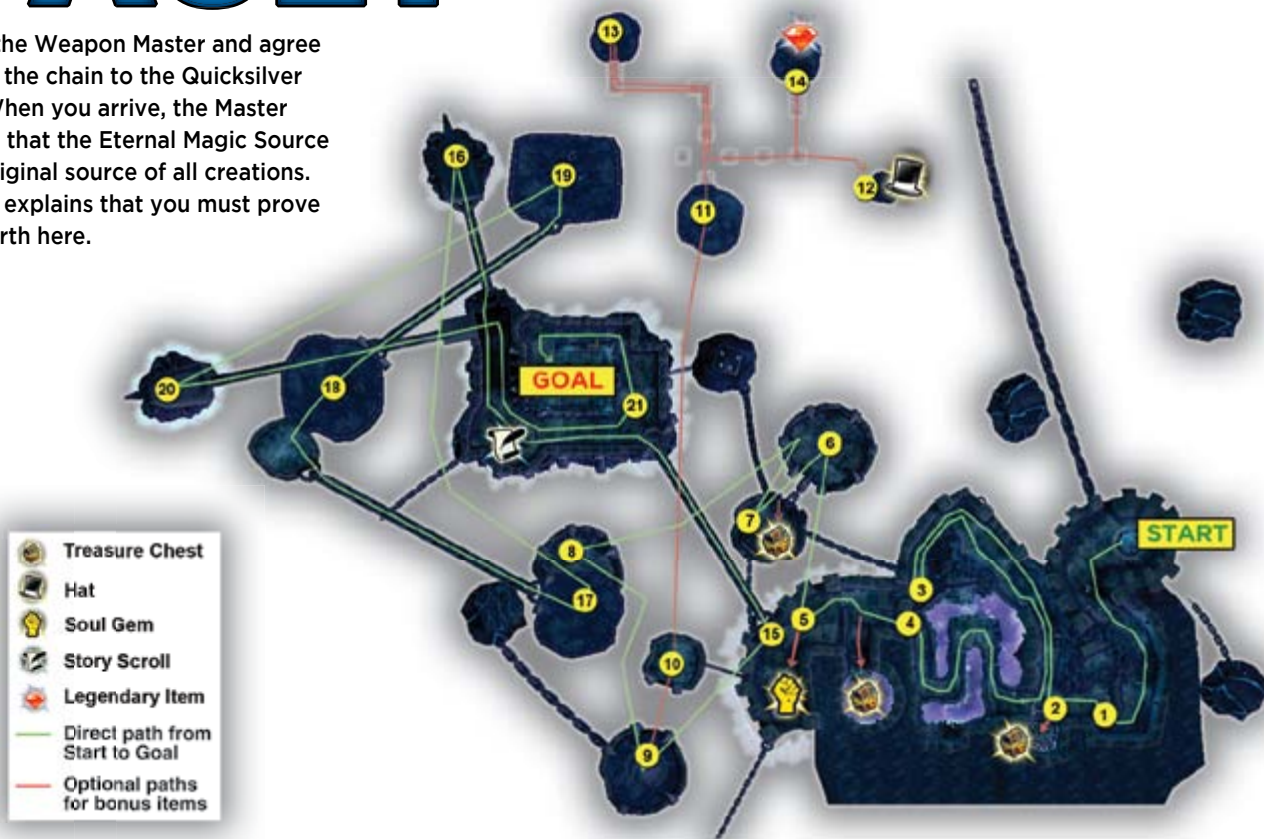 the Weapon Master and agree
the chain to the Quicksilver
When you arrive, the Master
that the Eternal Magic Source
iginal source of all creations.
explains that you must prove
rth here.
13
14
16
19
12
11
GOAL
20
18
21
6
7
START
8
3
17
5
4
15
10
2
1
9
Treasure Chest
Hat
Soul Gem
Story Scroll
Legendary Item
Direct path from
Start to Goal
Optional paths
for bonus items